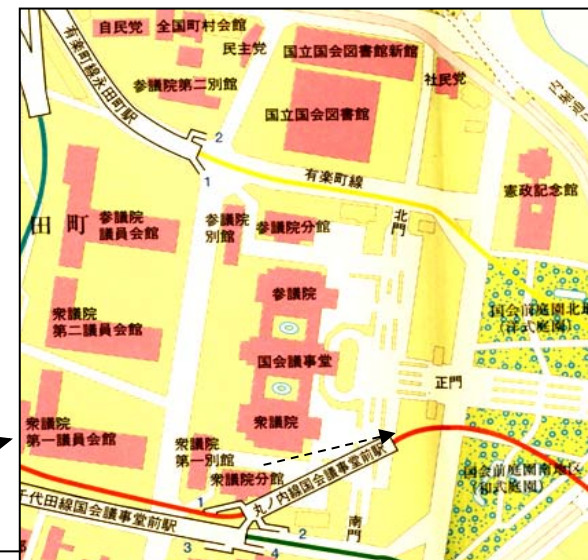 自民党
全国町村会館
民主党
国立国会図書館新館
社民党
有楽町線永田町駅
参議院第二別館
国立国会図書館
内堀通り
2
1
有楽町線
憲政記念館
田町
参議院
議員会館
参議院
別館
参議院分館
北門
参議院
国会前庭園北地
(洋式庭園)
衆議院
第二議員会館
国会議事堂
正門
衆議院
第一議員会館
衆議院
衆議院
第一別館
衆議院分館
丸ノ内線国会議事堂前駅
国会前庭園南地区
(和式庭園)
1
2
千代田線国会議事堂前駅
南門
3
4